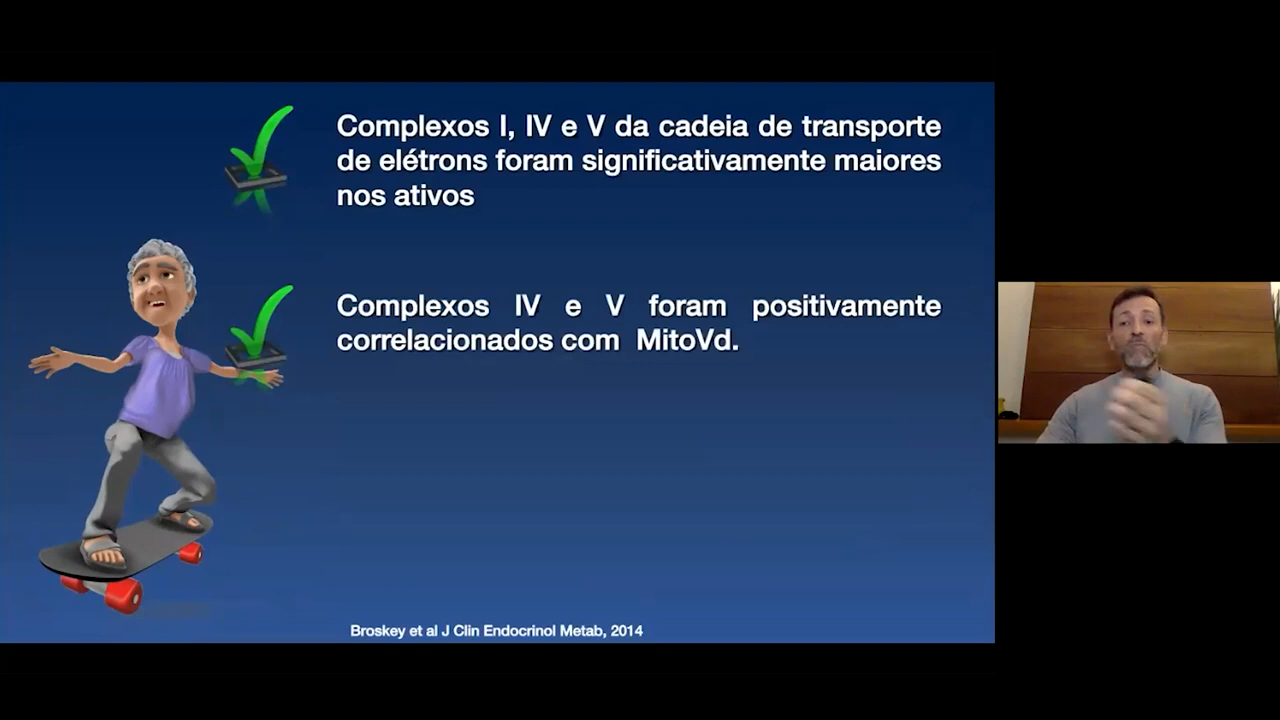 Complexos I, IV e V da cadeia de transporte
de elétrons foram significativamente maiores
nos ativos
Complexos IV e V foram positivamente
correlacionados com MitoVd.
Broskey et al J Clin Endocrinol Metab, 2014